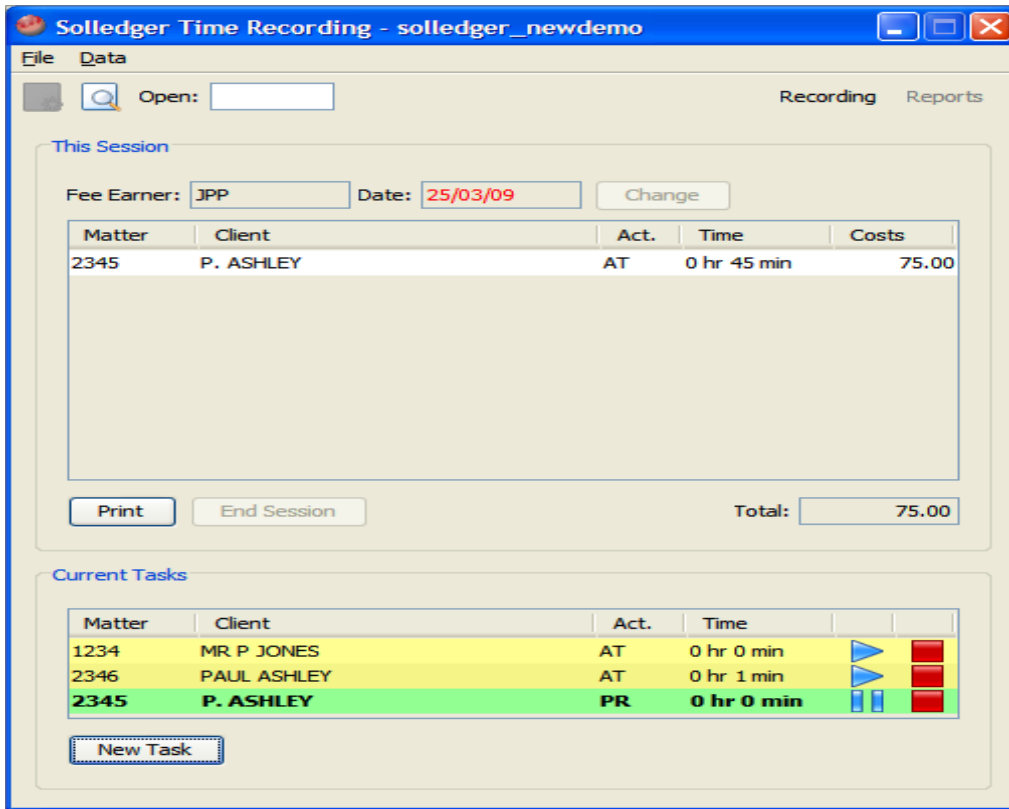 Solledger Time Recording - solledger_newdemo
File Data
Open: Recording Reports
This Session
Fee Earner: JPP Date: 25/03/09 Change
Matter Client Act. Time Costs
2345 P. ASHLEY AT 0 hr 45 min 75.00
Print End Session Total: 75.00
Current Tasks
Matter Client Act. Time
1234 MR P JONES AT 0 hr 0 min
2346 PAUL ASHLEY AT 0 hr 1 min
2345 P. ASHLEY PR 0 hr 0 min
New Task